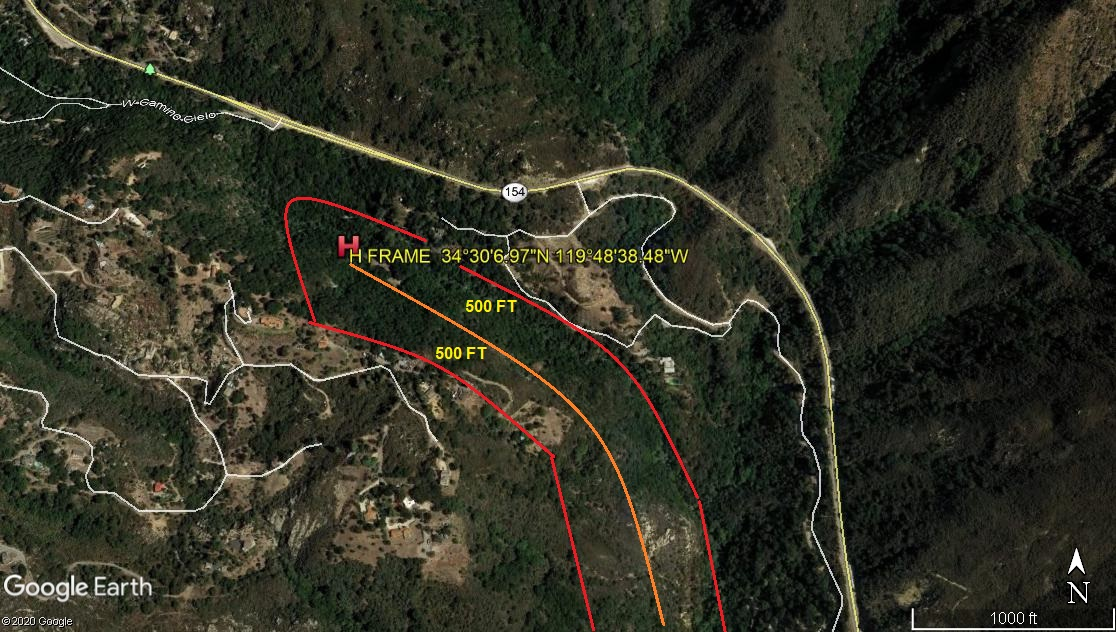 W Camino Cielo
154
H
H FRAME 34°30'6.97"N 119°48'38.48"W
500 FT
500 FT
Google Earth
©2020 Google
N
1000 ft